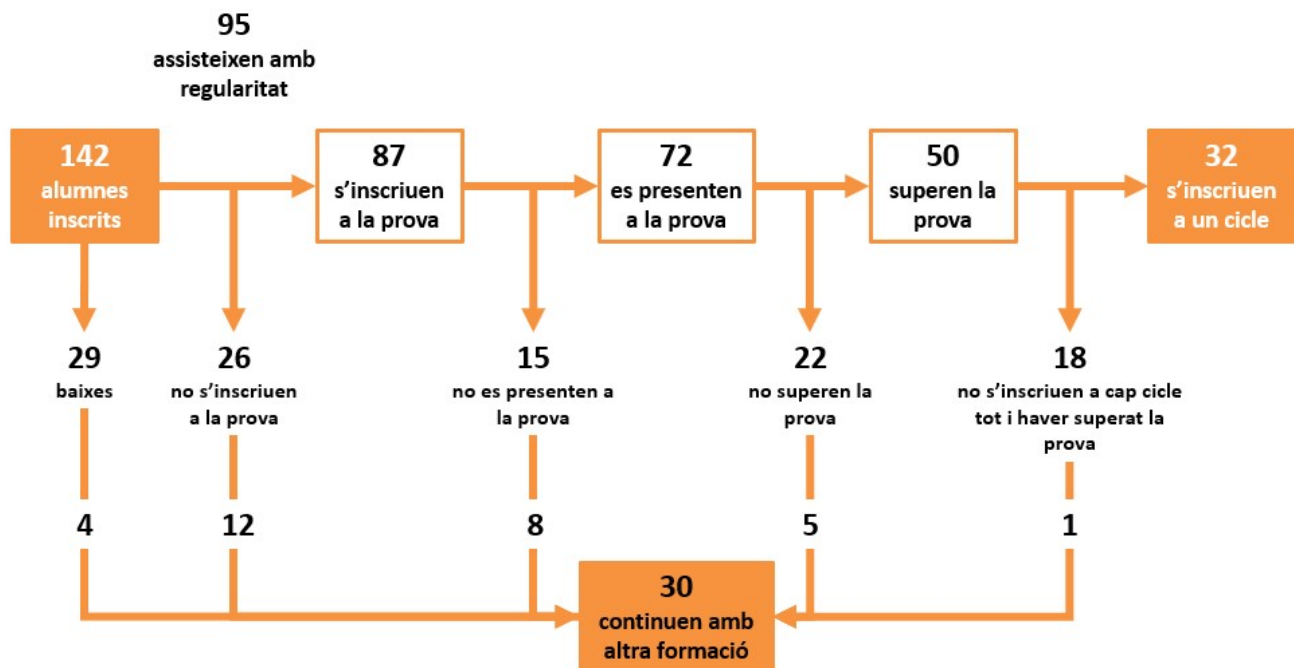 95
assisteixen amb
regularitat
142
alumnes
inscrits
87
s’inscriuen
a la prova
72
es presenten
a la prova
50
superen la
prova
32
s’inscriuen
a un cicle
29
baixes
26
no s’inscriuen
a la prova
15
no es presenten a
la prova
22
no superen la
prova
18
no s’inscriuen a cap cicle
tot i haver superat la
prova
4
12
8
5
1
30
continuen amb
altra formació